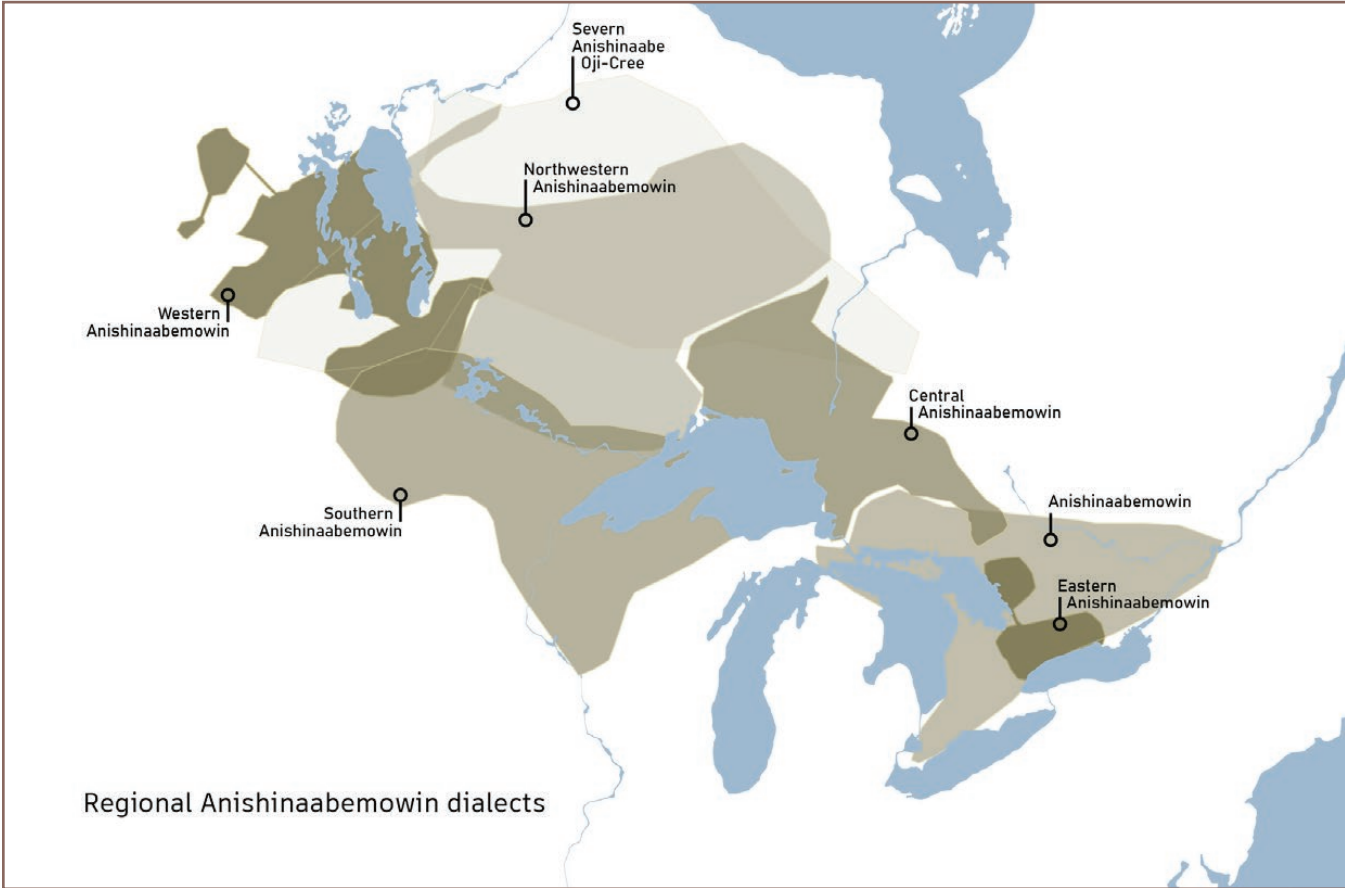 Severn
Anishinaabe
Oji-Cree
Northwestern
Anishinaabemowin
Western
Anishinaabemowin
Central
Anishinaabemowin
Southern
Anishinaabemowin
Anishinaabemowin
Eastern
Anishinaabemowin
Regional Anishinaabemowin dialects